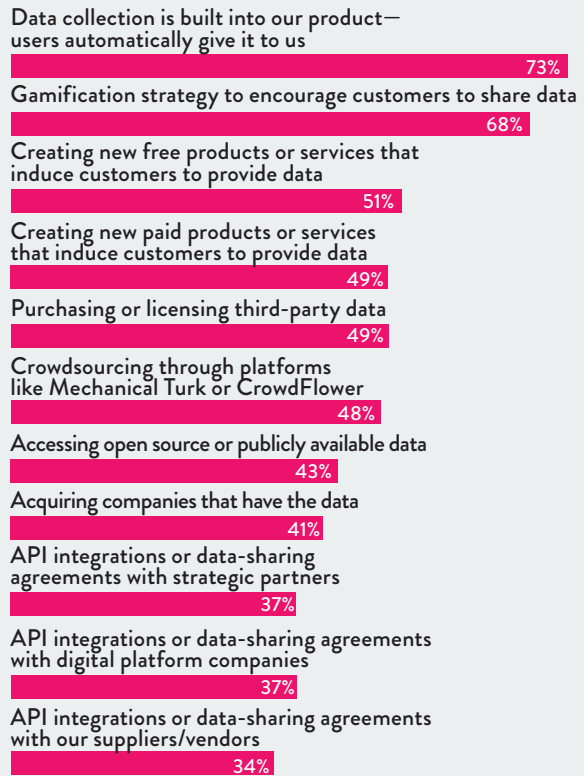 Data collection is built into our product—
users automatically give it to us
73%
Gamification strategy to encourage customers to share data
68%
Creating new free products or services that
induce customers to provide data
51%
Creating new paid products or services
that induce customers to provide data
49%
Purchasing or licensing third-party data
49%
Crowdsourcing through platforms
like Mechanical Turk or CrowdFlower
48%
Accessing open source or publicly available data
43%
Acquiring companies that have the data
41%
API integrations or data-sharing
agreements with strategic partners
37%
API integrations or data-sharing agreements
with digital platform companies
37%
API integrations or data-sharing agreements
with our suppliers/vendors
34%